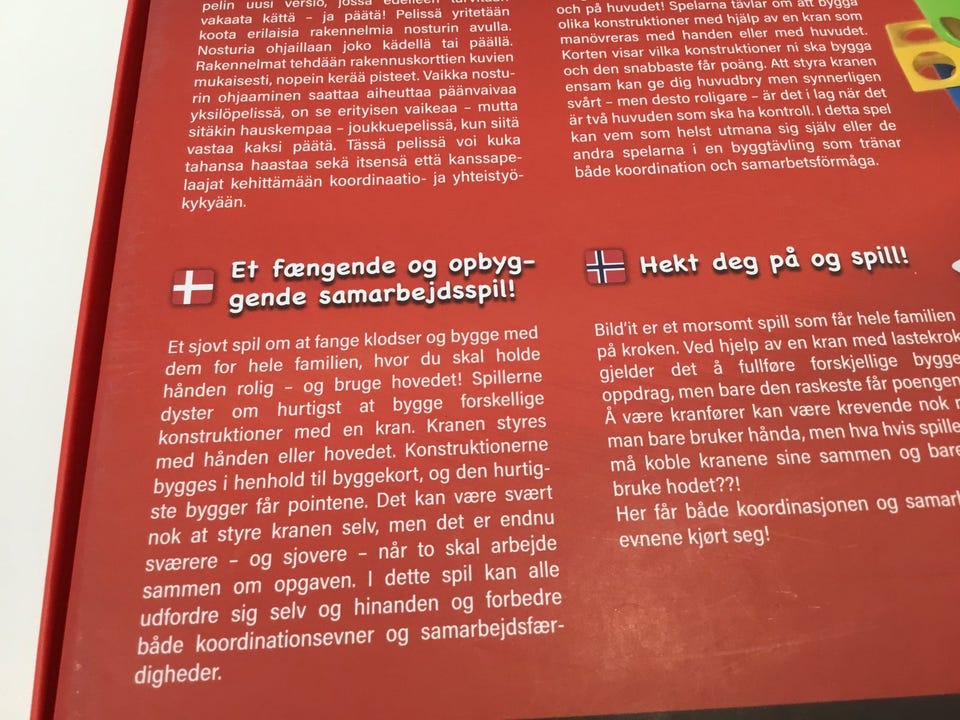 pelin uusi versio, jossa edelleen tarvitaan
vakaata kättä – ja päätä! Pelissä yritetään
koota erilaisia rakennelmia nosturin avulla.
Nosturia ohjaillaan joko kädellä tai päällä.
Rakennelmat tehdään rakennuskorttien kuvien
mukaisesti, nopein kerää pisteet. Vaikka nostu-
rin ohjaaminen saattaa aiheuttaa päänvaivaa
yksilöpelissä, on se erityisen vaikeaa – mutta
sitäkin hauskempaa – joukkuepelissä, kun siitä
vastaa kaksi päätä. Tässä pelissä voi kuka
tahansa haastaa sekä itsensä että kanssape-
laajat kehittämään koordinaatio- ja yhteistyö-
kykyään.
och på huvudet! Spelarna tävlar om att bygga
olika konstruktioner med hjälp av en kran som
manövreras med handen eller med huvudet.
Korten visar vilka konstruktioner ni ska bygga
och den snabbaste får poäng. Att styra kranen
ensam kan ge dig huvudbry men synnerligen
svårt – men desto roligare – är det i lag när det
är två huvuden som ska ha kontroll. I detta spel
kan vem som helst utmana sig själv eller de
andra spelarna i en byggtävling som tränar
både koordination och samarbetsförmåga.
Et fængende og opbyg-
gende samarbejdsspil!
Et sjovt spil om at fange klodser og bygge med
dem for hele familien, hvor du skal holde
hånden rolig – og bruge hovedet! Spillerne
dyster om hurtigst at bygge forskellige
konstruktioner med en kran. Kranen styres
med hånden eller hovedet. Konstruktionerne
bygges i henhold til byggekort, og den hurtig-
ste bygger får pointene. Det kan være svært
nok at styre kranen selv, men det er endnu
sværere – og sjovere – når to skal arbejde
sammen om opgaven. I dette spil kan alle
udfordre sig selv og hinanden og forbedre
både koordinationsevner og samarbejdsfær-
digheder.
Hekt deg på og spill!
Bild'it er et morsomt spill som får hele familien
på kroken. Ved hjelp av en kran med lastekrok
gjelder det å fullføre forskjellige bygge
oppdrag, men bare den raskeste får poengen
Å være kranfører kan være krevende nok
man bare bruker hånda, men hva hvis spille
må koble kranene sine sammen og bare
bruke hodet??!
Her får både koordinasjonen og samar
evnene kjørt seg!